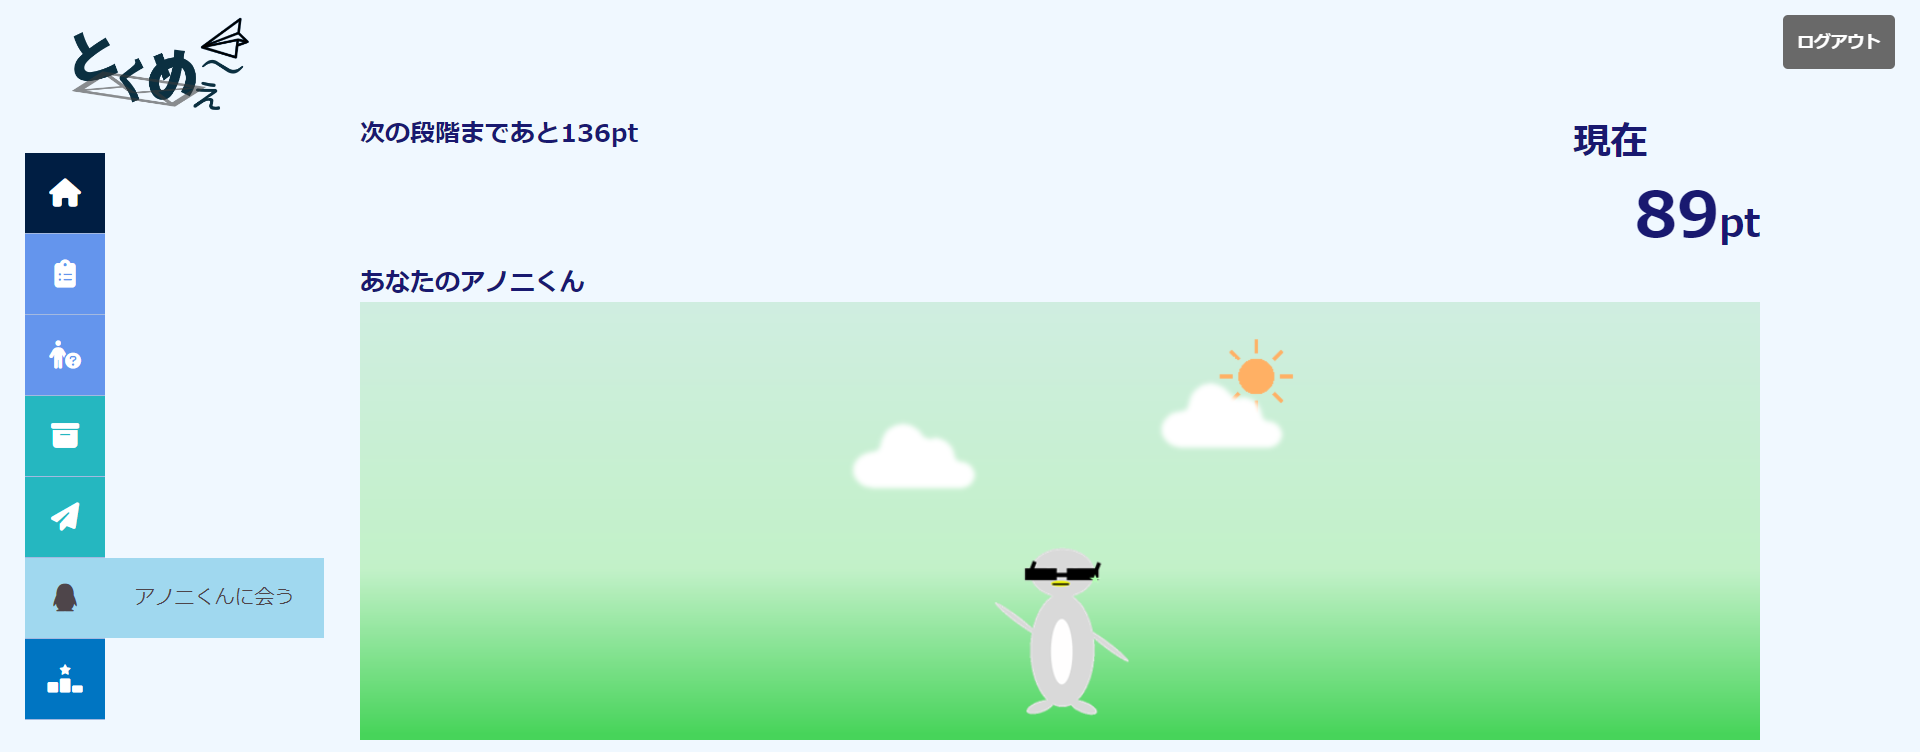 とくめえ
ログアウト
次の段階まであと136pt
現在
89pt
あなたのアノニくん
アノニくんに会う